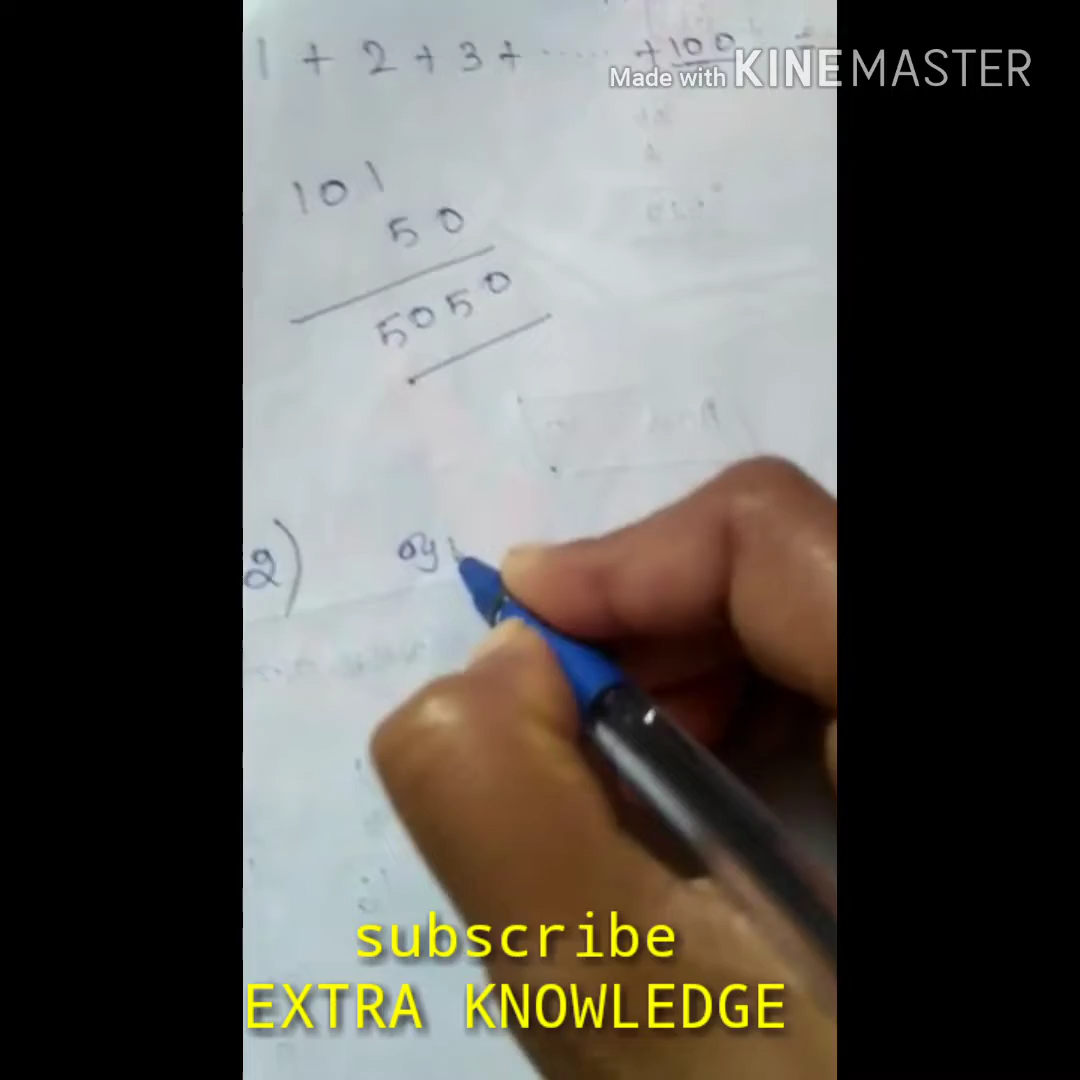 1 + 2 + 3 + ..... + 100 =
Made with KINEMASTER
101
50
5050
2)
subscribe
EXTRA KNOWLEDGE